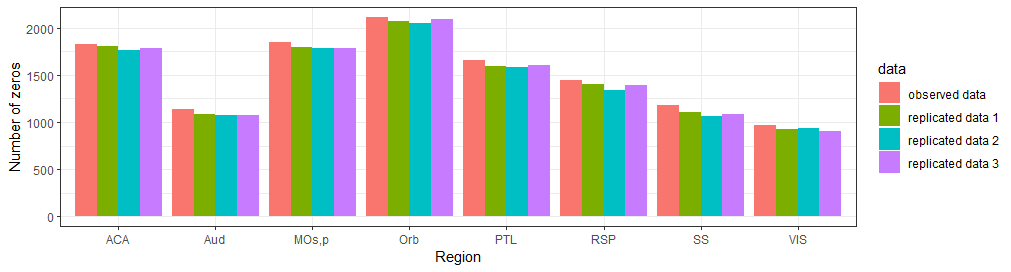 Number of zeros
2000
1500
1000
500
0
ACA Aud MOs,p Orb PTL RSP SS VIS
Region
data
observed data
replicated data 1
replicated data 2
replicated data 3